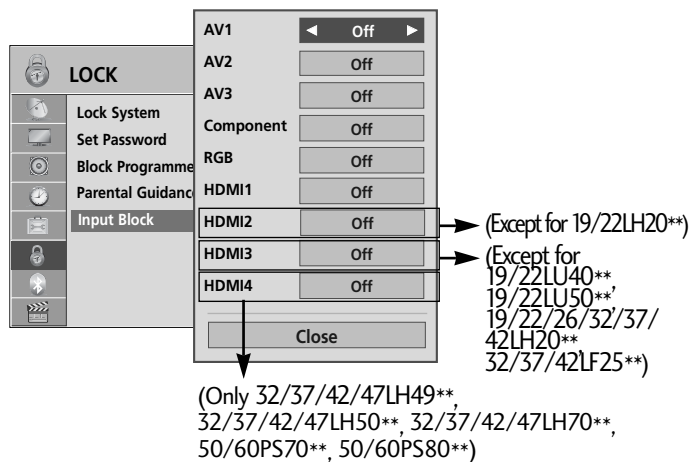 LOCK
Lock System
Set Password
Block Programme
Parental Guidanc
Input Block
AV1 Off
AV2 Off
AV3 Off
Component Off
RGB Off
HDMI1 Off
HDMI2 Off
HDMI3 Off
HDMI4 Off
Close
(Except for 19/22LH20**)
(Except for
19/22LU40**,
19/22LU50**,
19/22/26/32/37/
42LH20**,
32/37/42LF25**)
(Only 32/37/42/47LH49**,
32/37/42/47LH50**, 32/37/42/47LH70**,
50/60PS70**, 50/60PS80**)